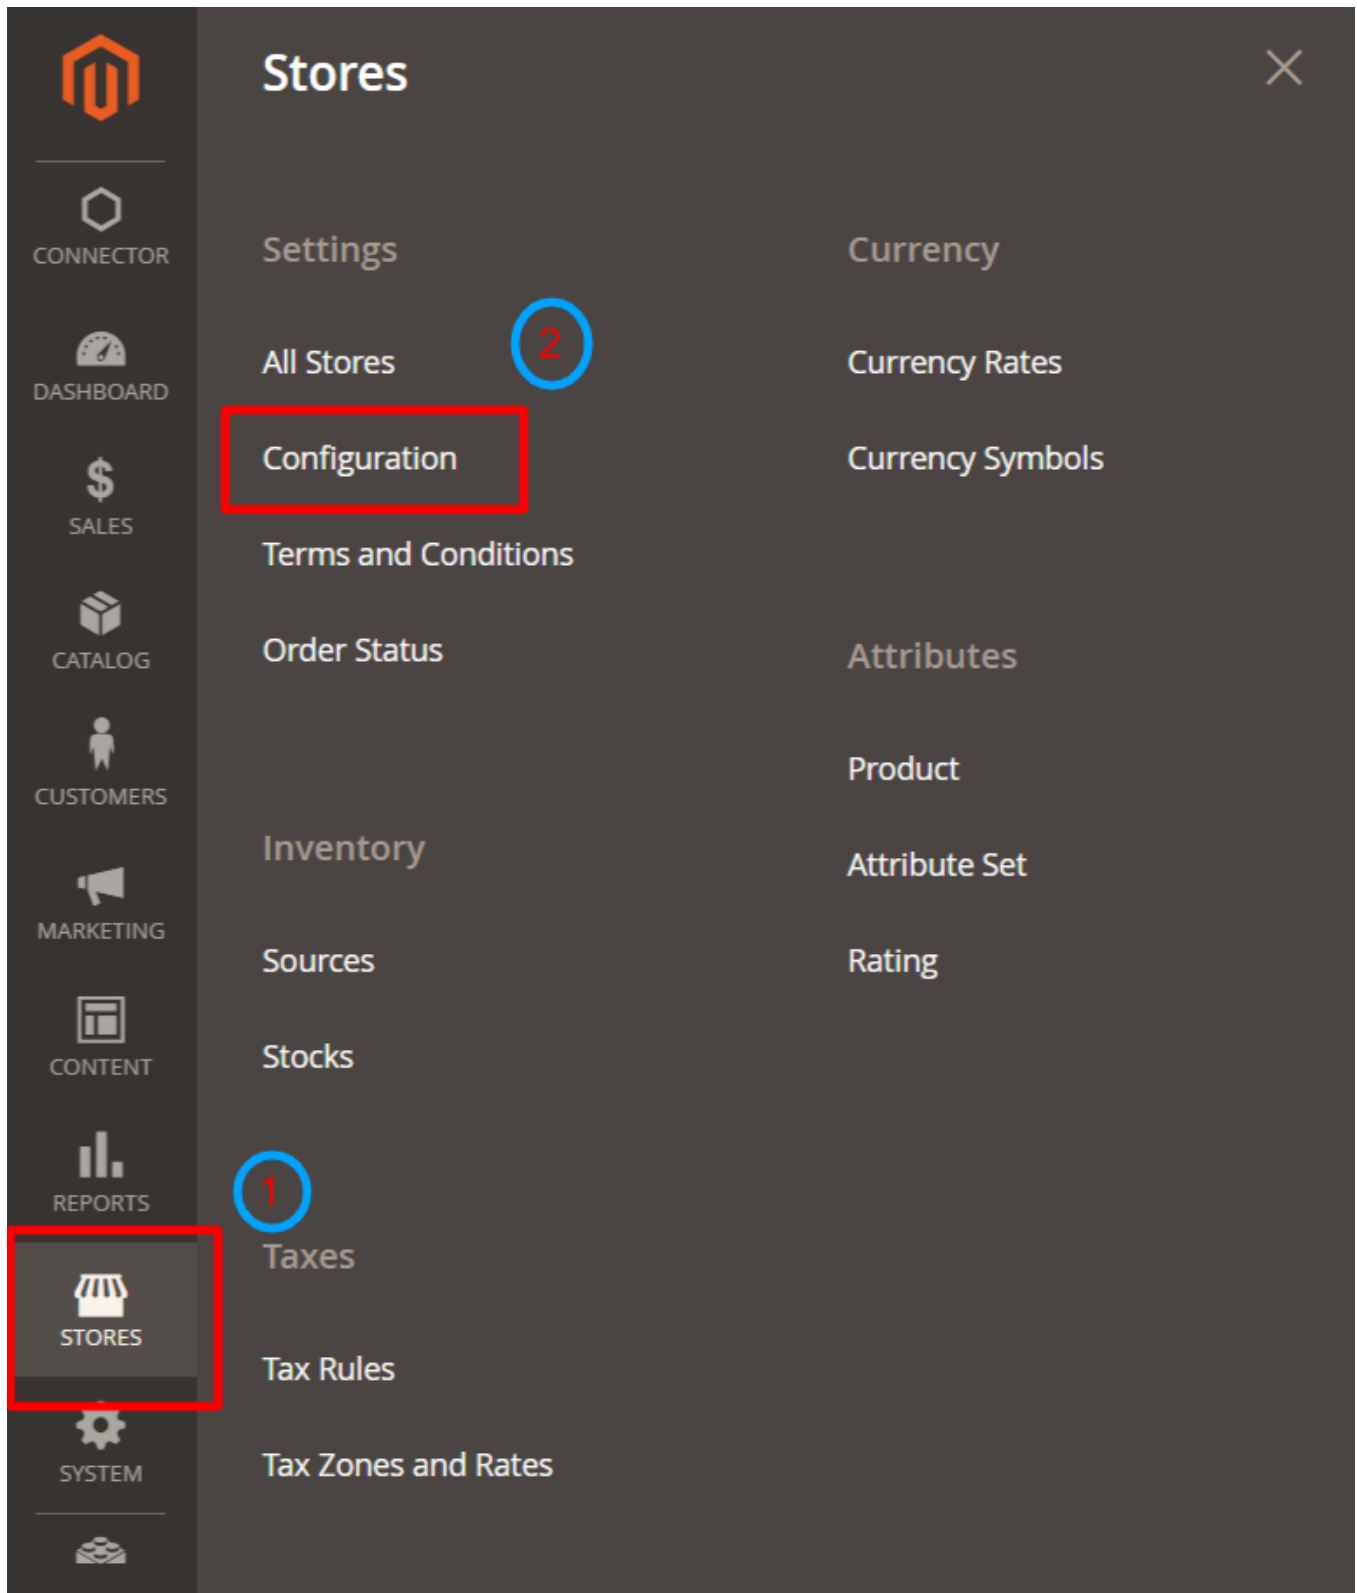 CONNECTOR
DASHBOARD
SALES
CATALOG
CUSTOMERS
MARKETING
CONTENT
REPORTS
STORES
SYSTEM
Stores
Settings
2
All Stores
Configuration
Terms and Conditions
Order Status
Inventory
Sources
Stocks
1
Taxes
Tax Rules
Tax Zones and Rates
Currency
Currency Rates
Currency Symbols
Attributes
Product
Attribute Set
Rating